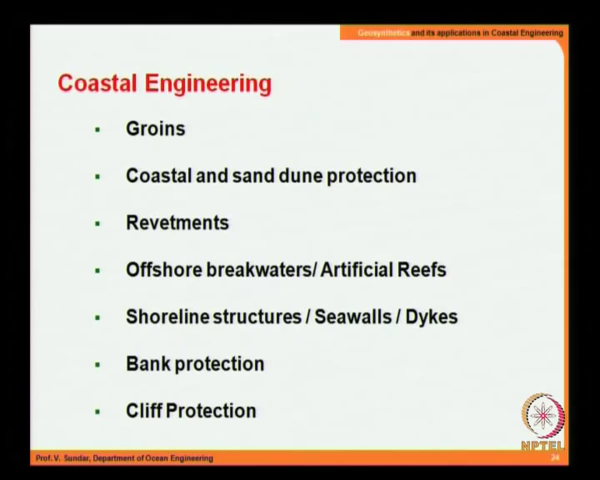 Geosynthetics and its applications in Coastal Engineering
Coastal Engineering
Groins
Coastal and sand dune protection
Revetments
Offshore breakwaters/ Artificial Reefs
Shoreline structures / Seawalls / Dykes
Bank protection
Cliff Protection
NPTEL
Prof. V. Sundar, Department of Ocean Engineering
24